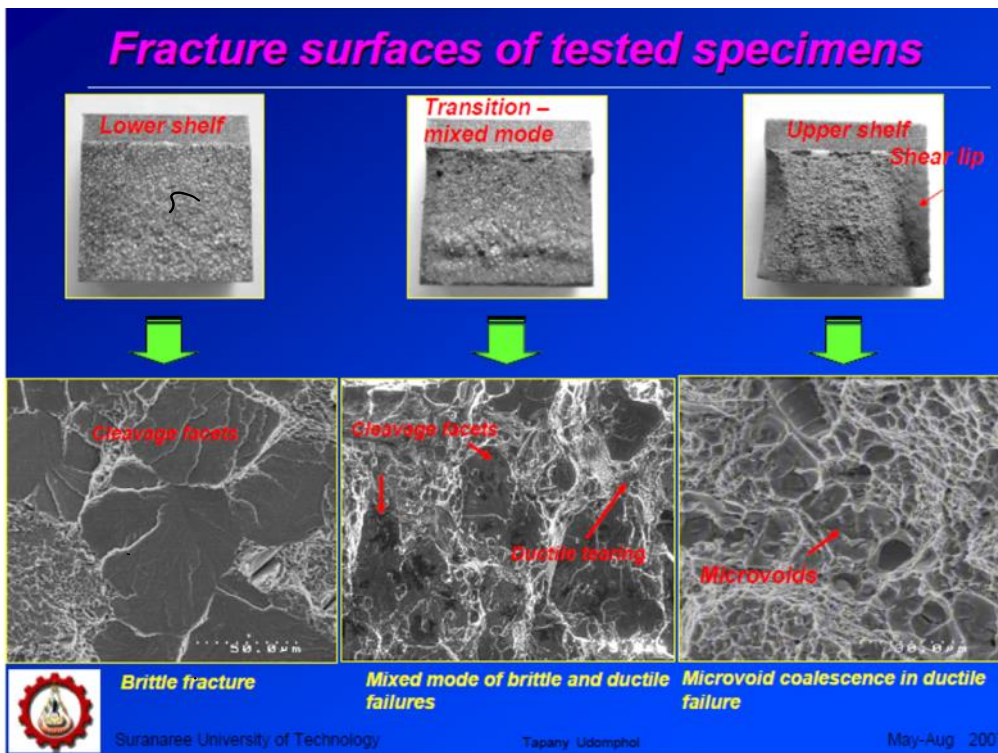 Fracture surfaces of tested specimens
Lower shelf
Transition –
mixed mode
Upper shelf
Shear lip
Cleavage facets
Cleavage facets
Ductile tearing
Microvoids
50.0µm
Brittle fracture
Mixed mode of brittle and ductile
failures
Microvoid coalescence in ductile
failure
Suranaree University of Technology
Tapany Udomphol
May-Aug 200